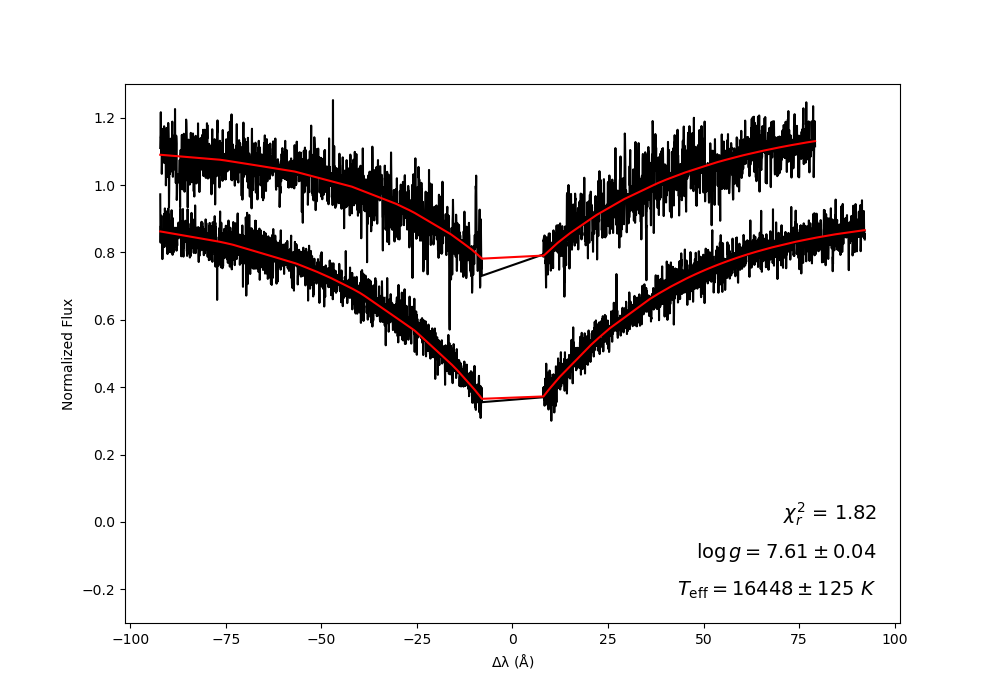 1.2
1.0
0.8
0.6
0.4
0.2
0.0
−0.2
Normalized Flux
χ²ᵣ = 1.82
log g = 7.61 ± 0.04
T_eff = 16448 ± 125 K
−100 −75 −50 −25 0 25 50 75 100
Δλ (Å)